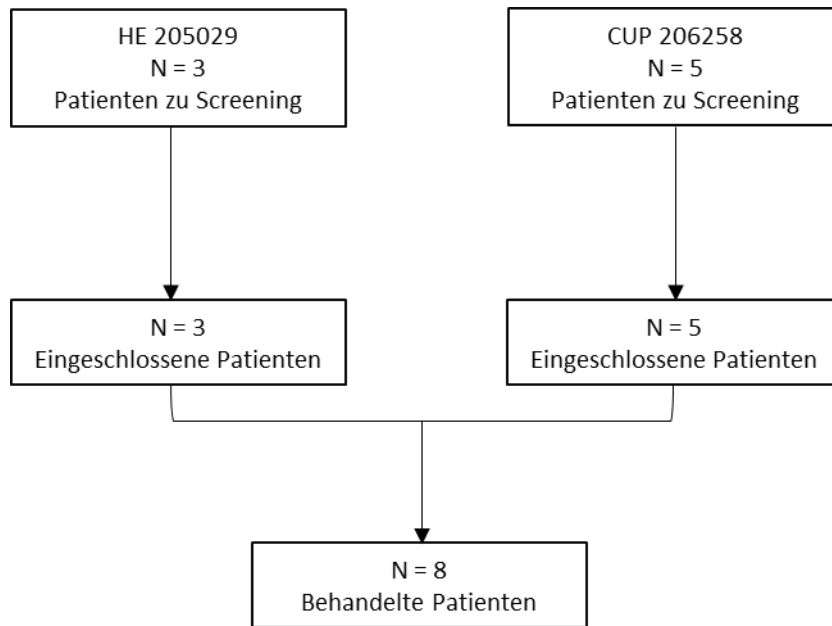 HE 205029
N = 3
Patienten zu Screening
CUP 206258
N = 5
Patienten zu Screening
N = 3
Eingeschlossene Patienten
N = 5
Eingeschlossene Patienten
N = 8
Behandelte Patienten